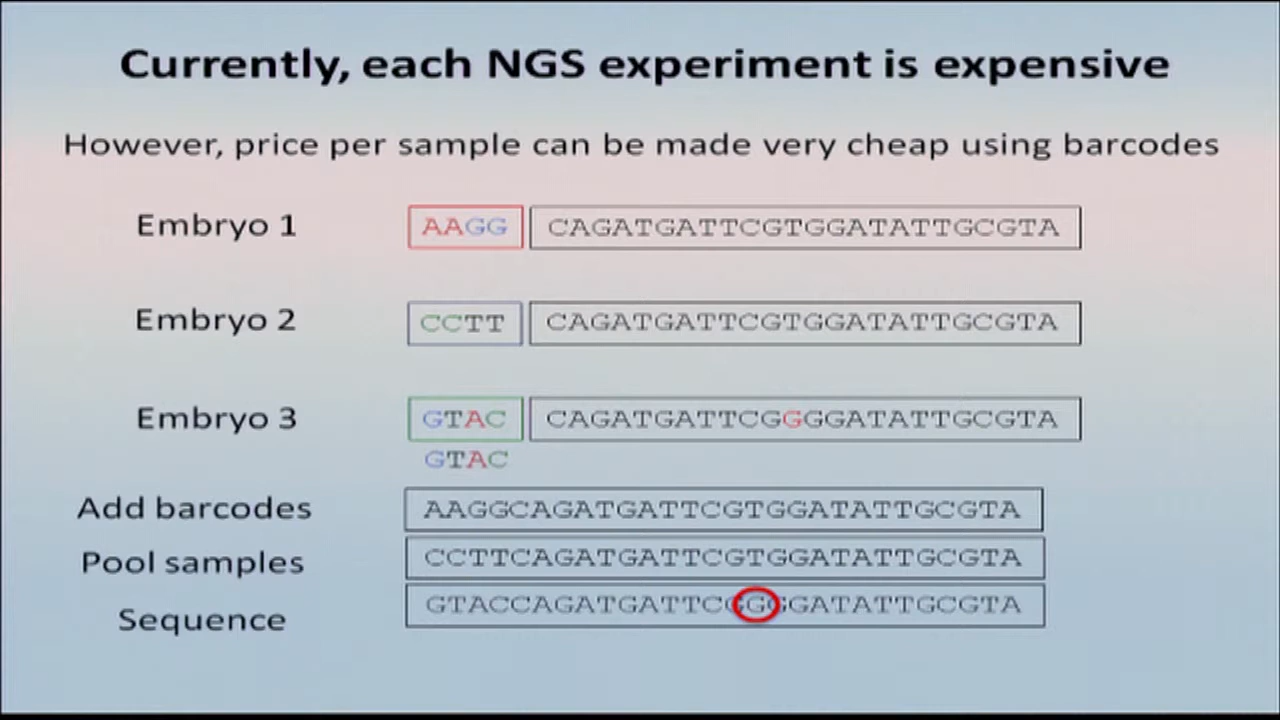 Currently, each NGS experiment is expensive
However, price per sample can be made very cheap using barcodes
Embryo 1 AAGG CAGATGATTCGTGGATATTGCGTA
Embryo 2 CCTT CAGATGATTCGTGGATATTGCGTA
Embryo 3 GTAC CAGATGATTCGGGGATATTGCGTA
GTAC
Add barcodes AAGGCAGATGATTCGTGGATATTGCGTA
Pool samples CCTTCAGATGATTCGTGGATATTGCGTA
Sequence GTACCAGATGATTCGGGGATATTGCGTA